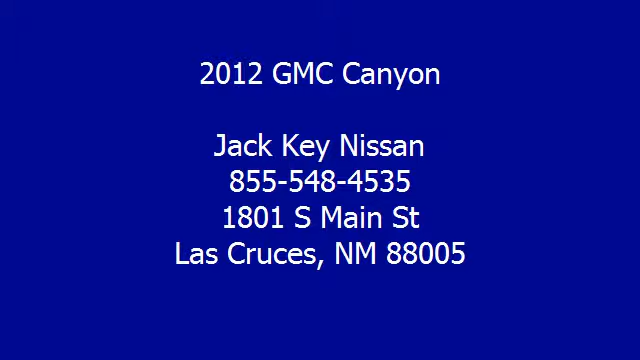 2012 GMC Canyon
Jack Key Nissan
855-548-4535
1801 S Main St
Las Cruces, NM 88005